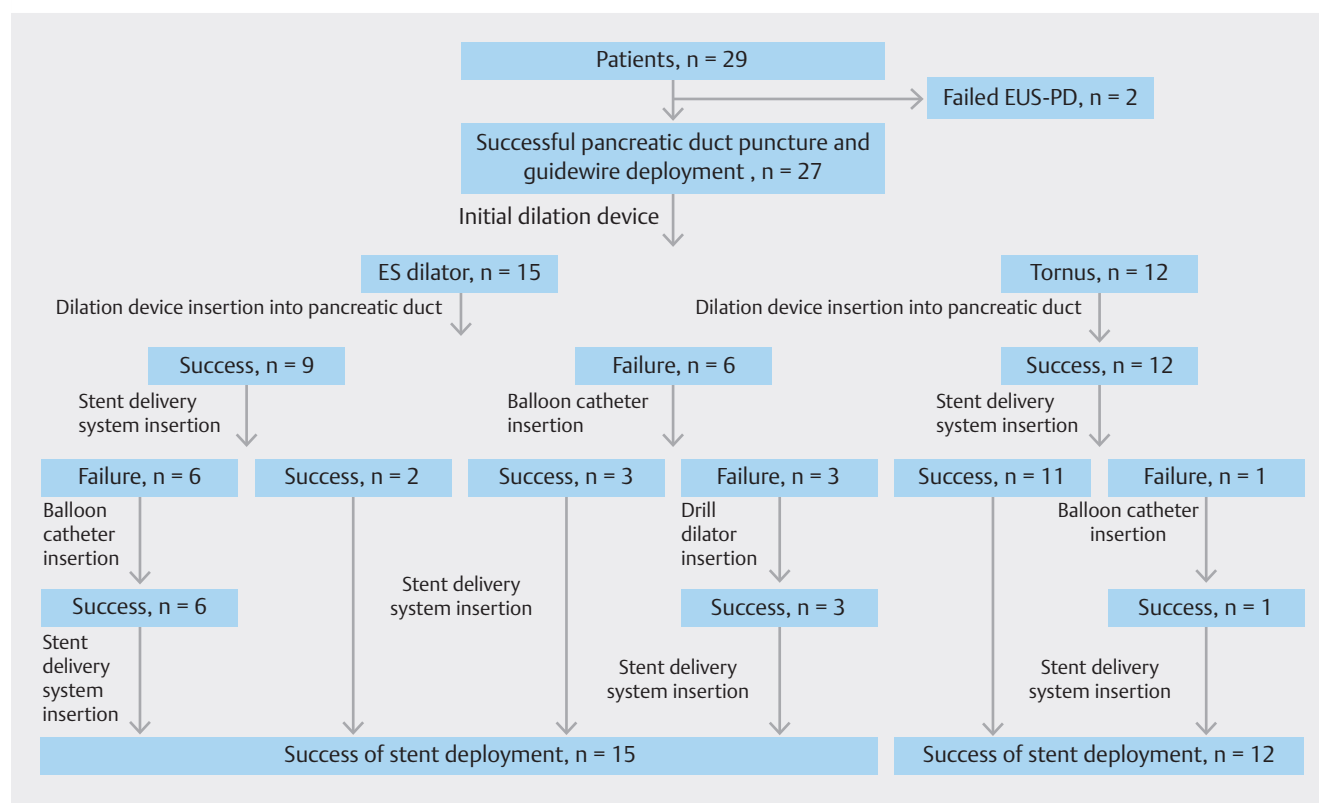 Patients, n = 29
Failed EUS-PD, n = 2
Successful pancreatic duct puncture and
guidewire deployment , n = 27
Initial dilation device
ES dilator, n = 15
Tornus, n = 12
Dilation device insertion into pancreatic duct
Dilation device insertion into pancreatic duct
Success, n = 9
Failure, n = 6
Success, n = 12
Stent delivery
system insertion
Balloon catheter
insertion
Stent delivery
system insertion
Failure, n = 6
Success, n = 2
Success, n = 3
Failure, n = 3
Success, n = 11
Failure, n = 1
Balloon
catheter
insertion
Drill
dilator
insertion
Balloon catheter
insertion
Stent delivery
system insertion
Success, n = 6
Success, n = 3
Success, n = 1
Stent
delivery
system
insertion
Stent delivery
system insertion
Stent delivery
system insertion
Success of stent deployment, n = 15
Success of stent deployment, n = 12